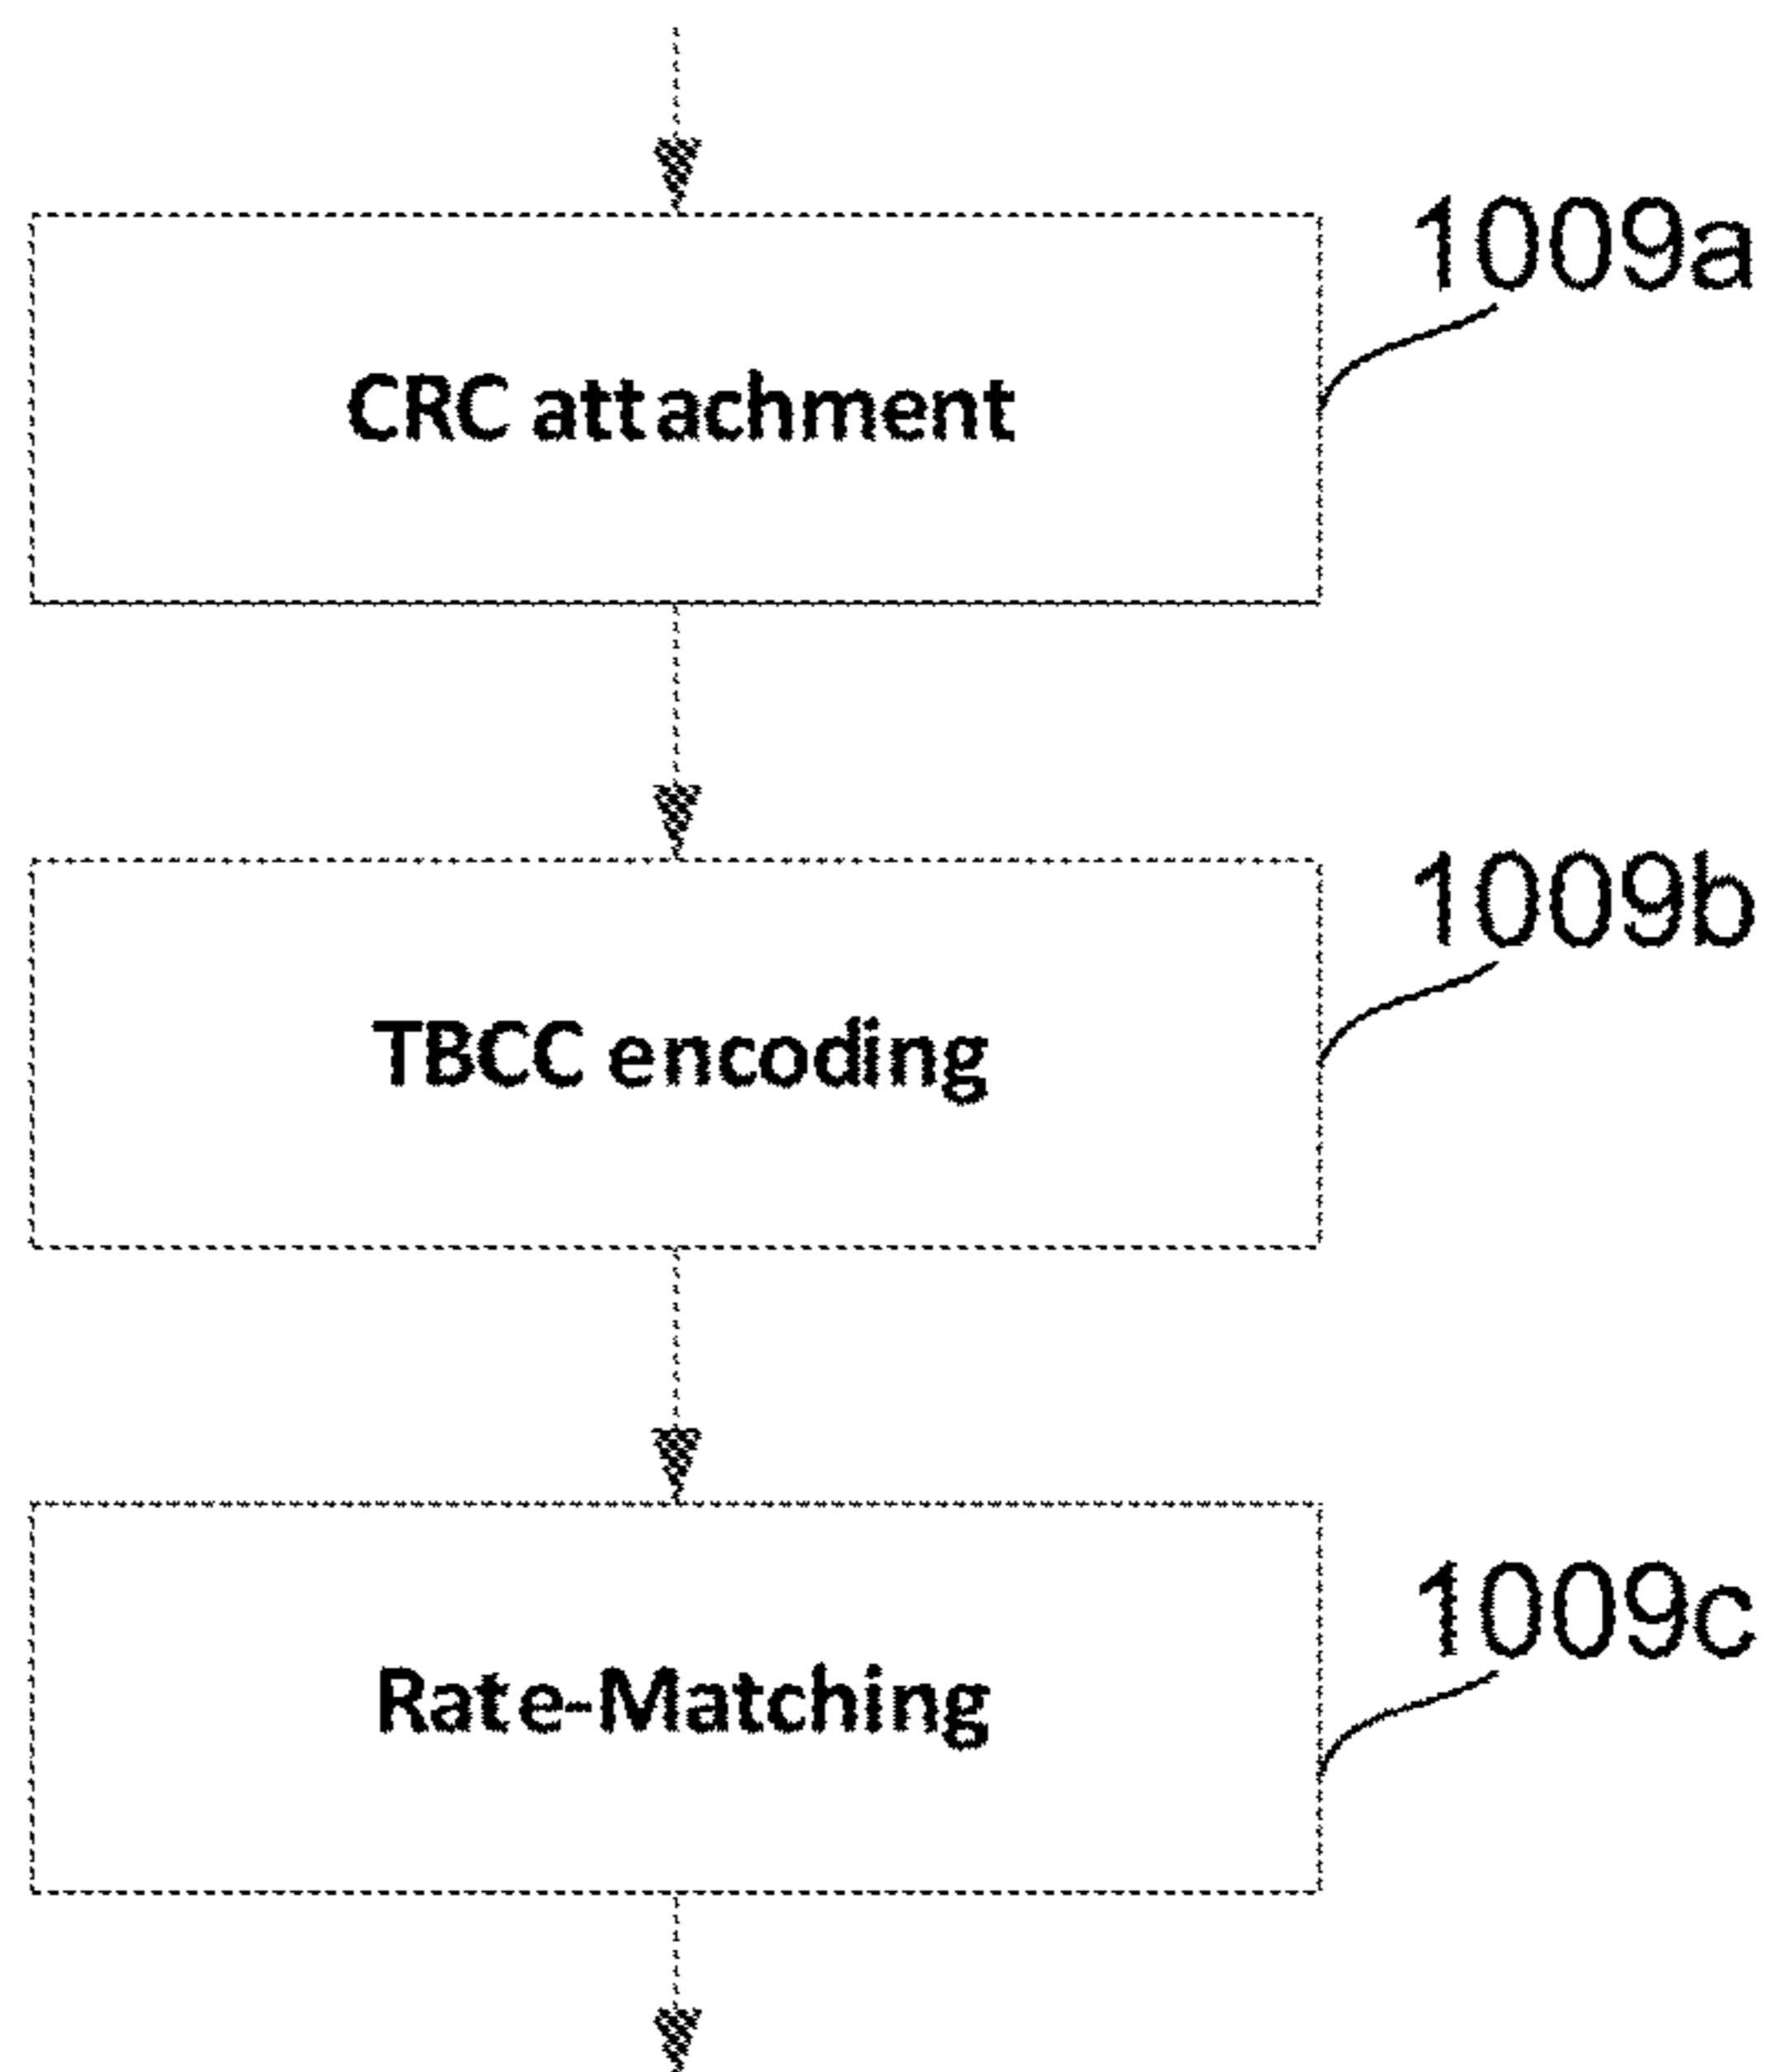 1009a
CRC attachment
1009b
TBCC encoding
1009c
Rate-Matching